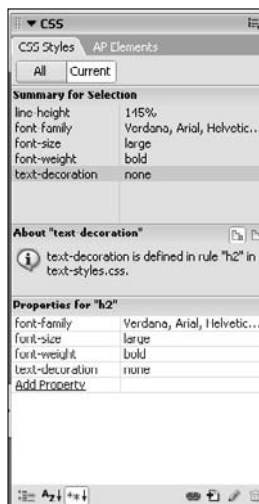 CSS
CSS Styles AP Elements
All Current
Summary for Selection
line-height 145%
font-family Verdana, Arial, Helvetic...
font-size large
font-weight bold
text-decoration none
About "text-decoration"
text-decoration is defined in rule "h2" in
text-styles.css.
Properties for "h2"
font-family Verdana, Arial, Helvetic...
font-size large
font-weight bold
text-decoration none
Add Property